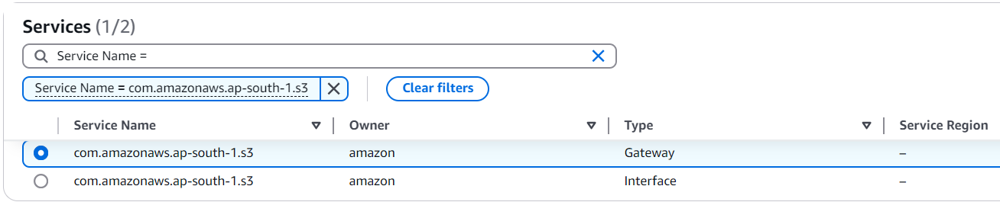 Services (1/2)
Service Name =
Service Name = com.amazonaws.ap-south-1.s3 Clear filters
Service Name Owner Type Service Region
com.amazonaws.ap-south-1.s3 amazon Gateway –
com.amazonaws.ap-south-1.s3 amazon Interface –